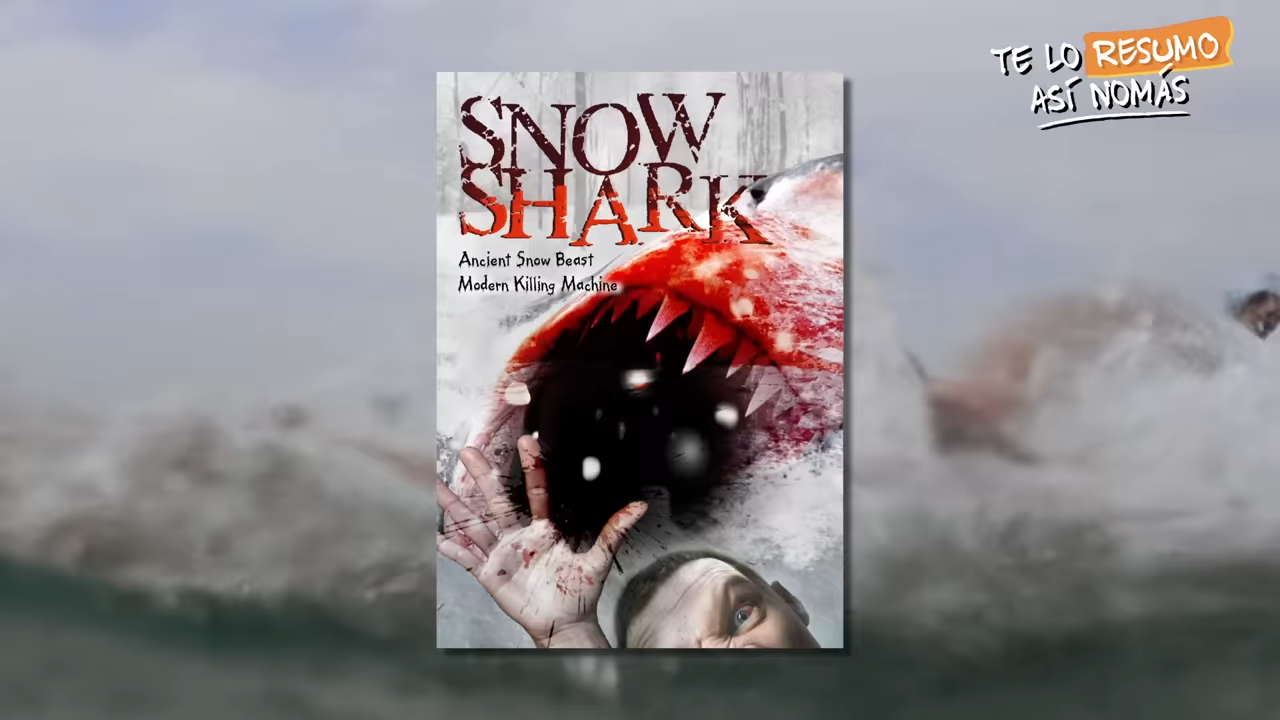 TE LO RESUMO
ASÍ NOMÁS
SNOW
SHARK
Ancient Snow Beast
Modern Killing Machine